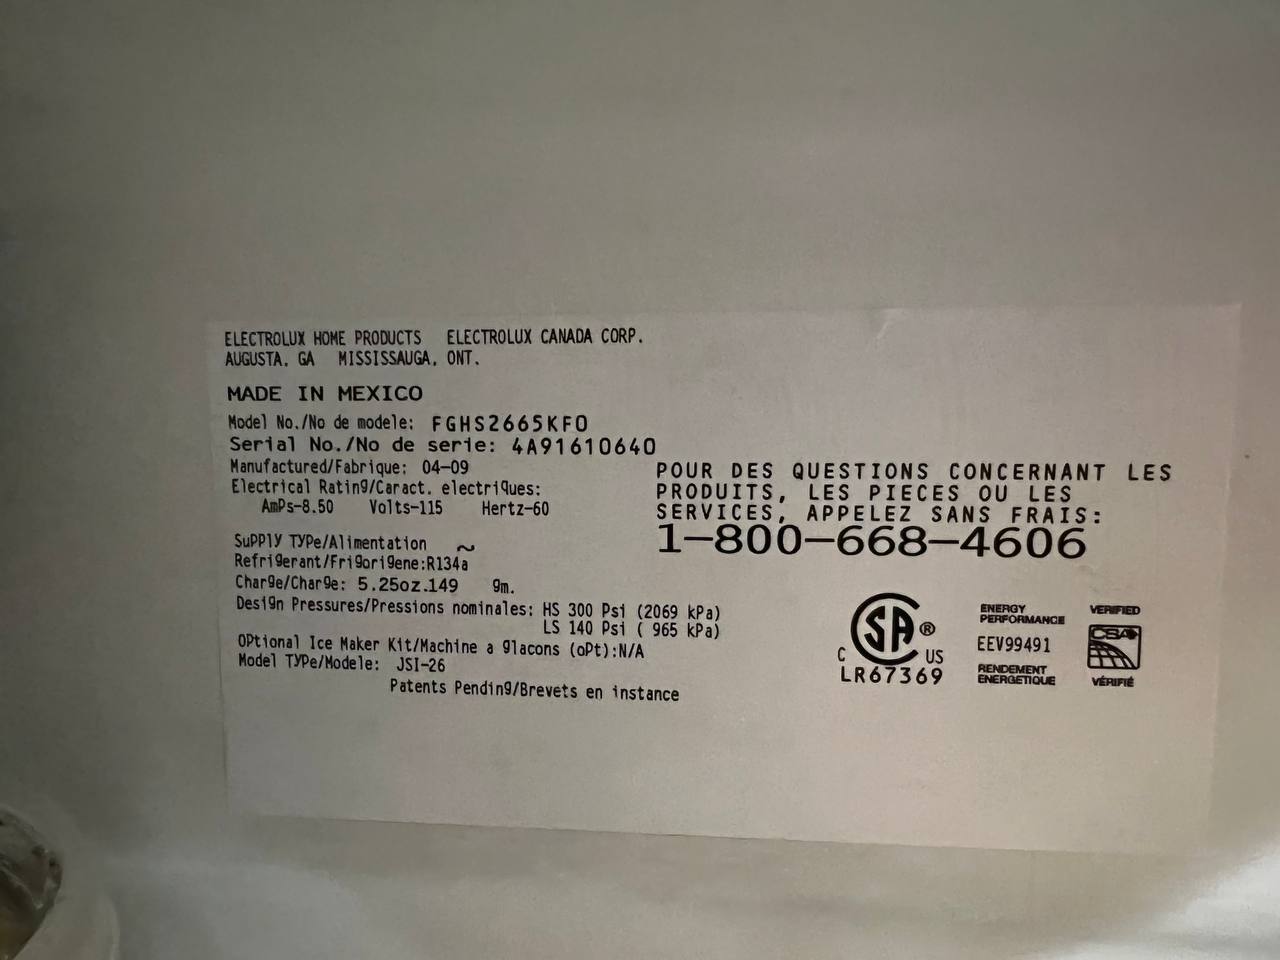 ELECTROLUX HOME PRODUCTS ELECTROLUX CANADA CORP.
AUGUSTA, GA MISSISSAUGA, ONT.
MADE IN MEXICO
Model No./No de modele: FGHS2665KF0
Serial No./No de serie: 4A91610640
Manufactured/Fabrique: 04-09
Electrical Rating/Caract. electriques:
Amps-8.50 Volts-115 Hertz-60
Supply Type/Alimentation ~
Refrigerant/Frigorigene:R134a
Charge/Charge: 5.25oz.149 gm.
Design Pressures/Pressions nominales: HS 300 Psi (2069 kPa)
LS 140 Psi ( 965 kPa)
Optional Ice Maker Kit/Machine a glacons (opt):N/A
Model Type/Modele: JSI-26
Patents Pending/Brevets en instance
POUR DES QUESTIONS CONCERNANT LES
PRODUITS, LES PIECES OU LES
SERVICES, APPELEZ SANS FRAIS:
1-800-668-4606
SA®
C US
LR67369
ENERGY
PERFORMANCE
EEV99491
RENDEMENT
ENERGETIQUE
VERIFIED
CSA
VÉRIFIÉ